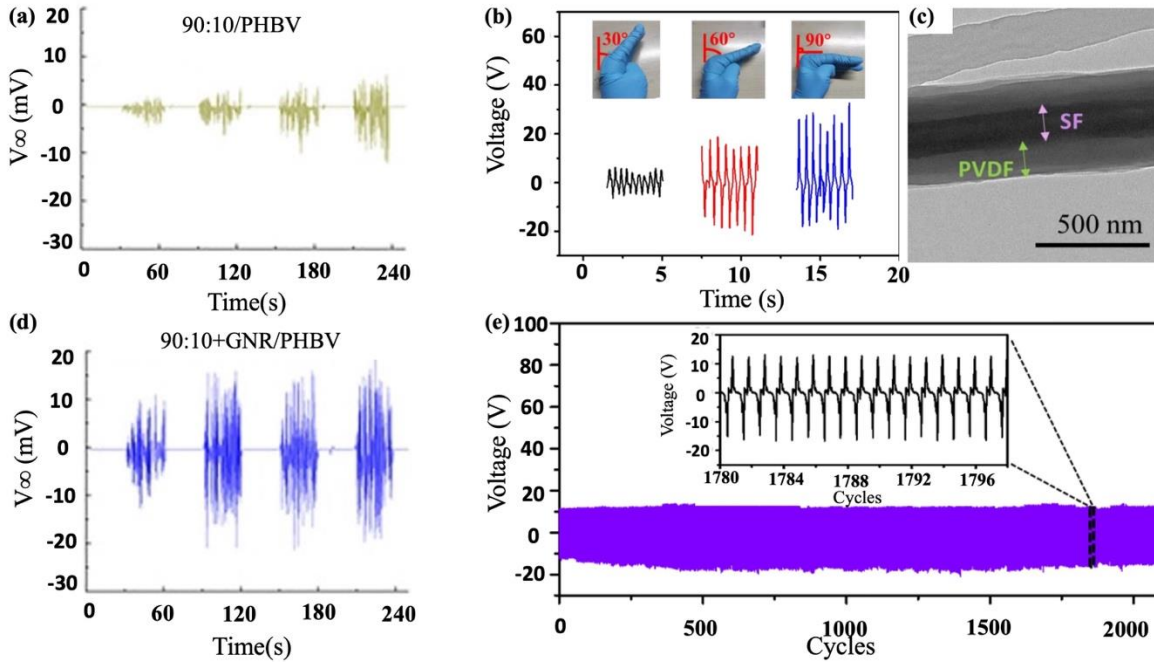 (a)
90:10/PHBV
20
10
0
-10
-20
-30
V∞ (mV)
0 60 120 180 240
Time(s)
(b)
60
40
20
0
-20
Voltage (V)
30° 60° 90°
0 5 10 15 20
Time (s)
(c)
SF
PVDF
500 nm
(d)
90:10+GNR/PHBV
20
10
0
-10
-20
-30
V∞ (mV)
0 60 120 180 240
Time(s)
(e)
100
80
60
40
20
0
-20
Voltage (V)
20
10
0
-10
-20
Voltage (V)
1780 1784 1788 1792 1796
Cycles
0 500 1000 1500 2000
Cycles